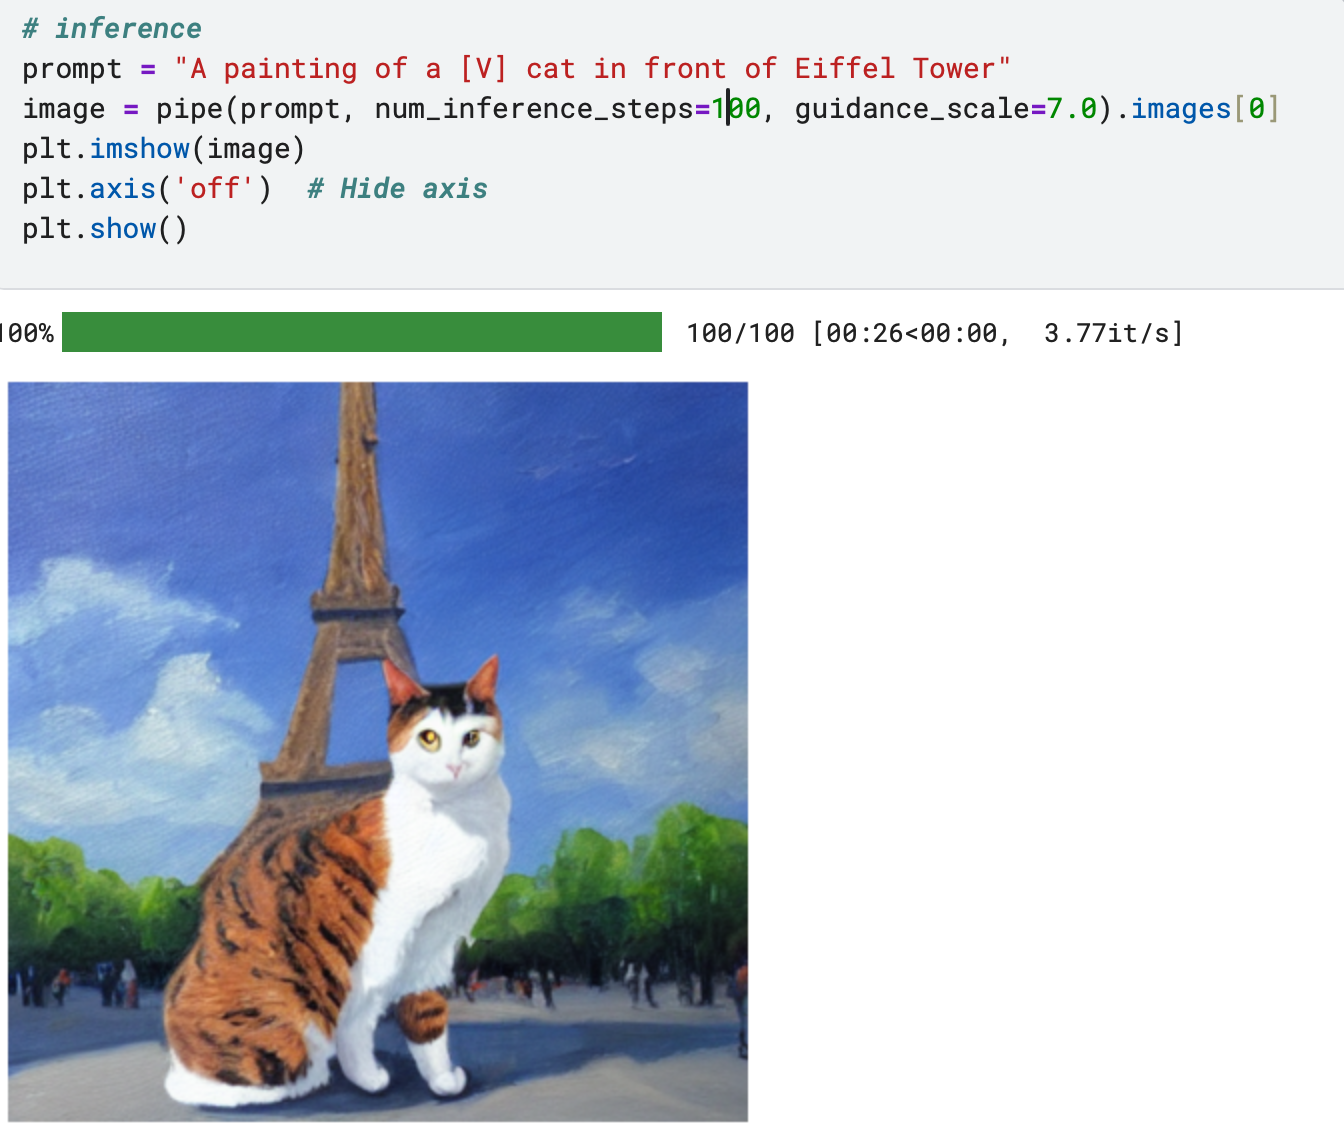 # inference
prompt = "A painting of a [V] cat in front of Eiffel Tower"
image = pipe(prompt, num_inference_steps=100, guidance_scale=7.0).images[0]
plt.imshow(image)
plt.axis('off')  # Hide axis
plt.show()
100% 100/100 [00:26<00:00,  3.77it/s]